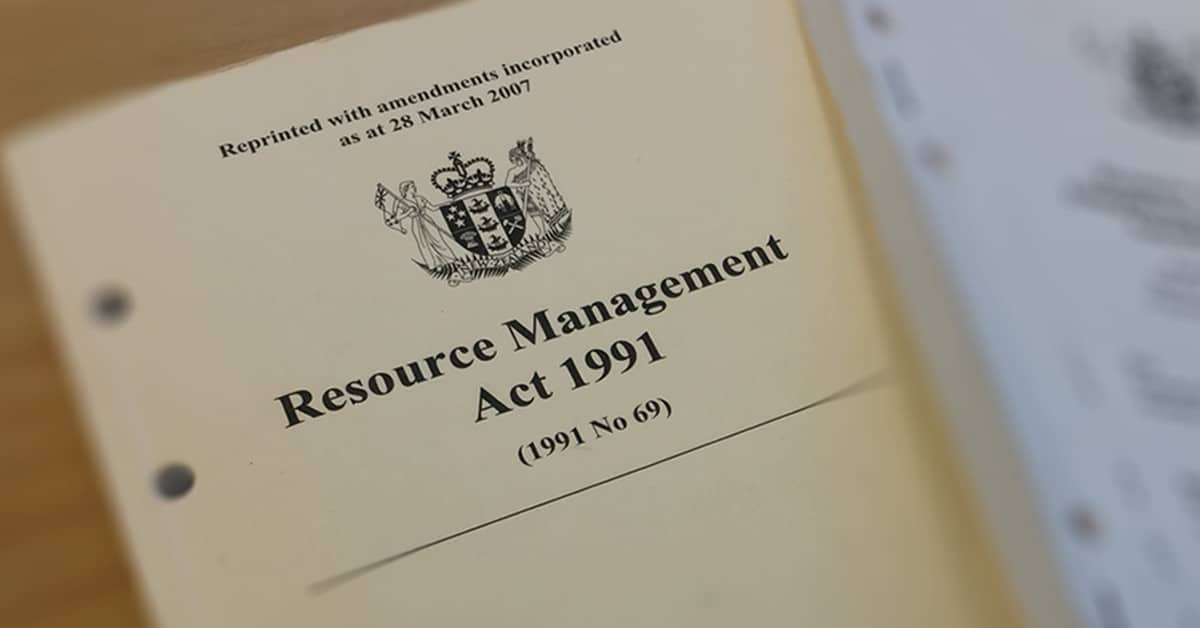 Reprinted with amendments incorporated
as at 28 March 2007
Resource Management
Act 1991
(1991 No 69)